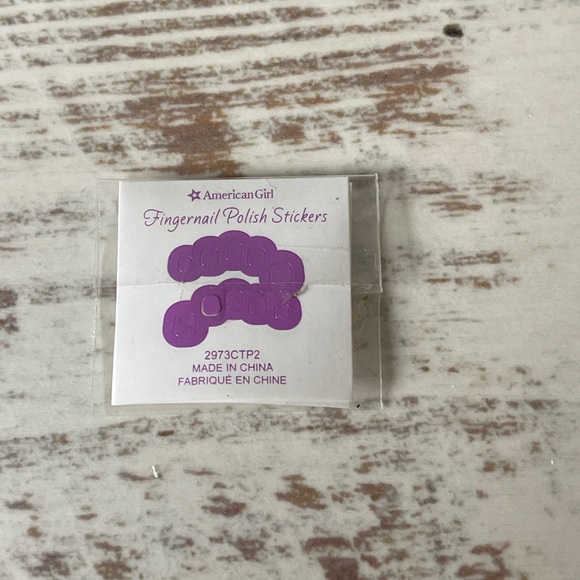 American Girl
Fingernail Polish Stickers
2973CTP2
MADE IN CHINA
FABRIQUÉ EN CHINE